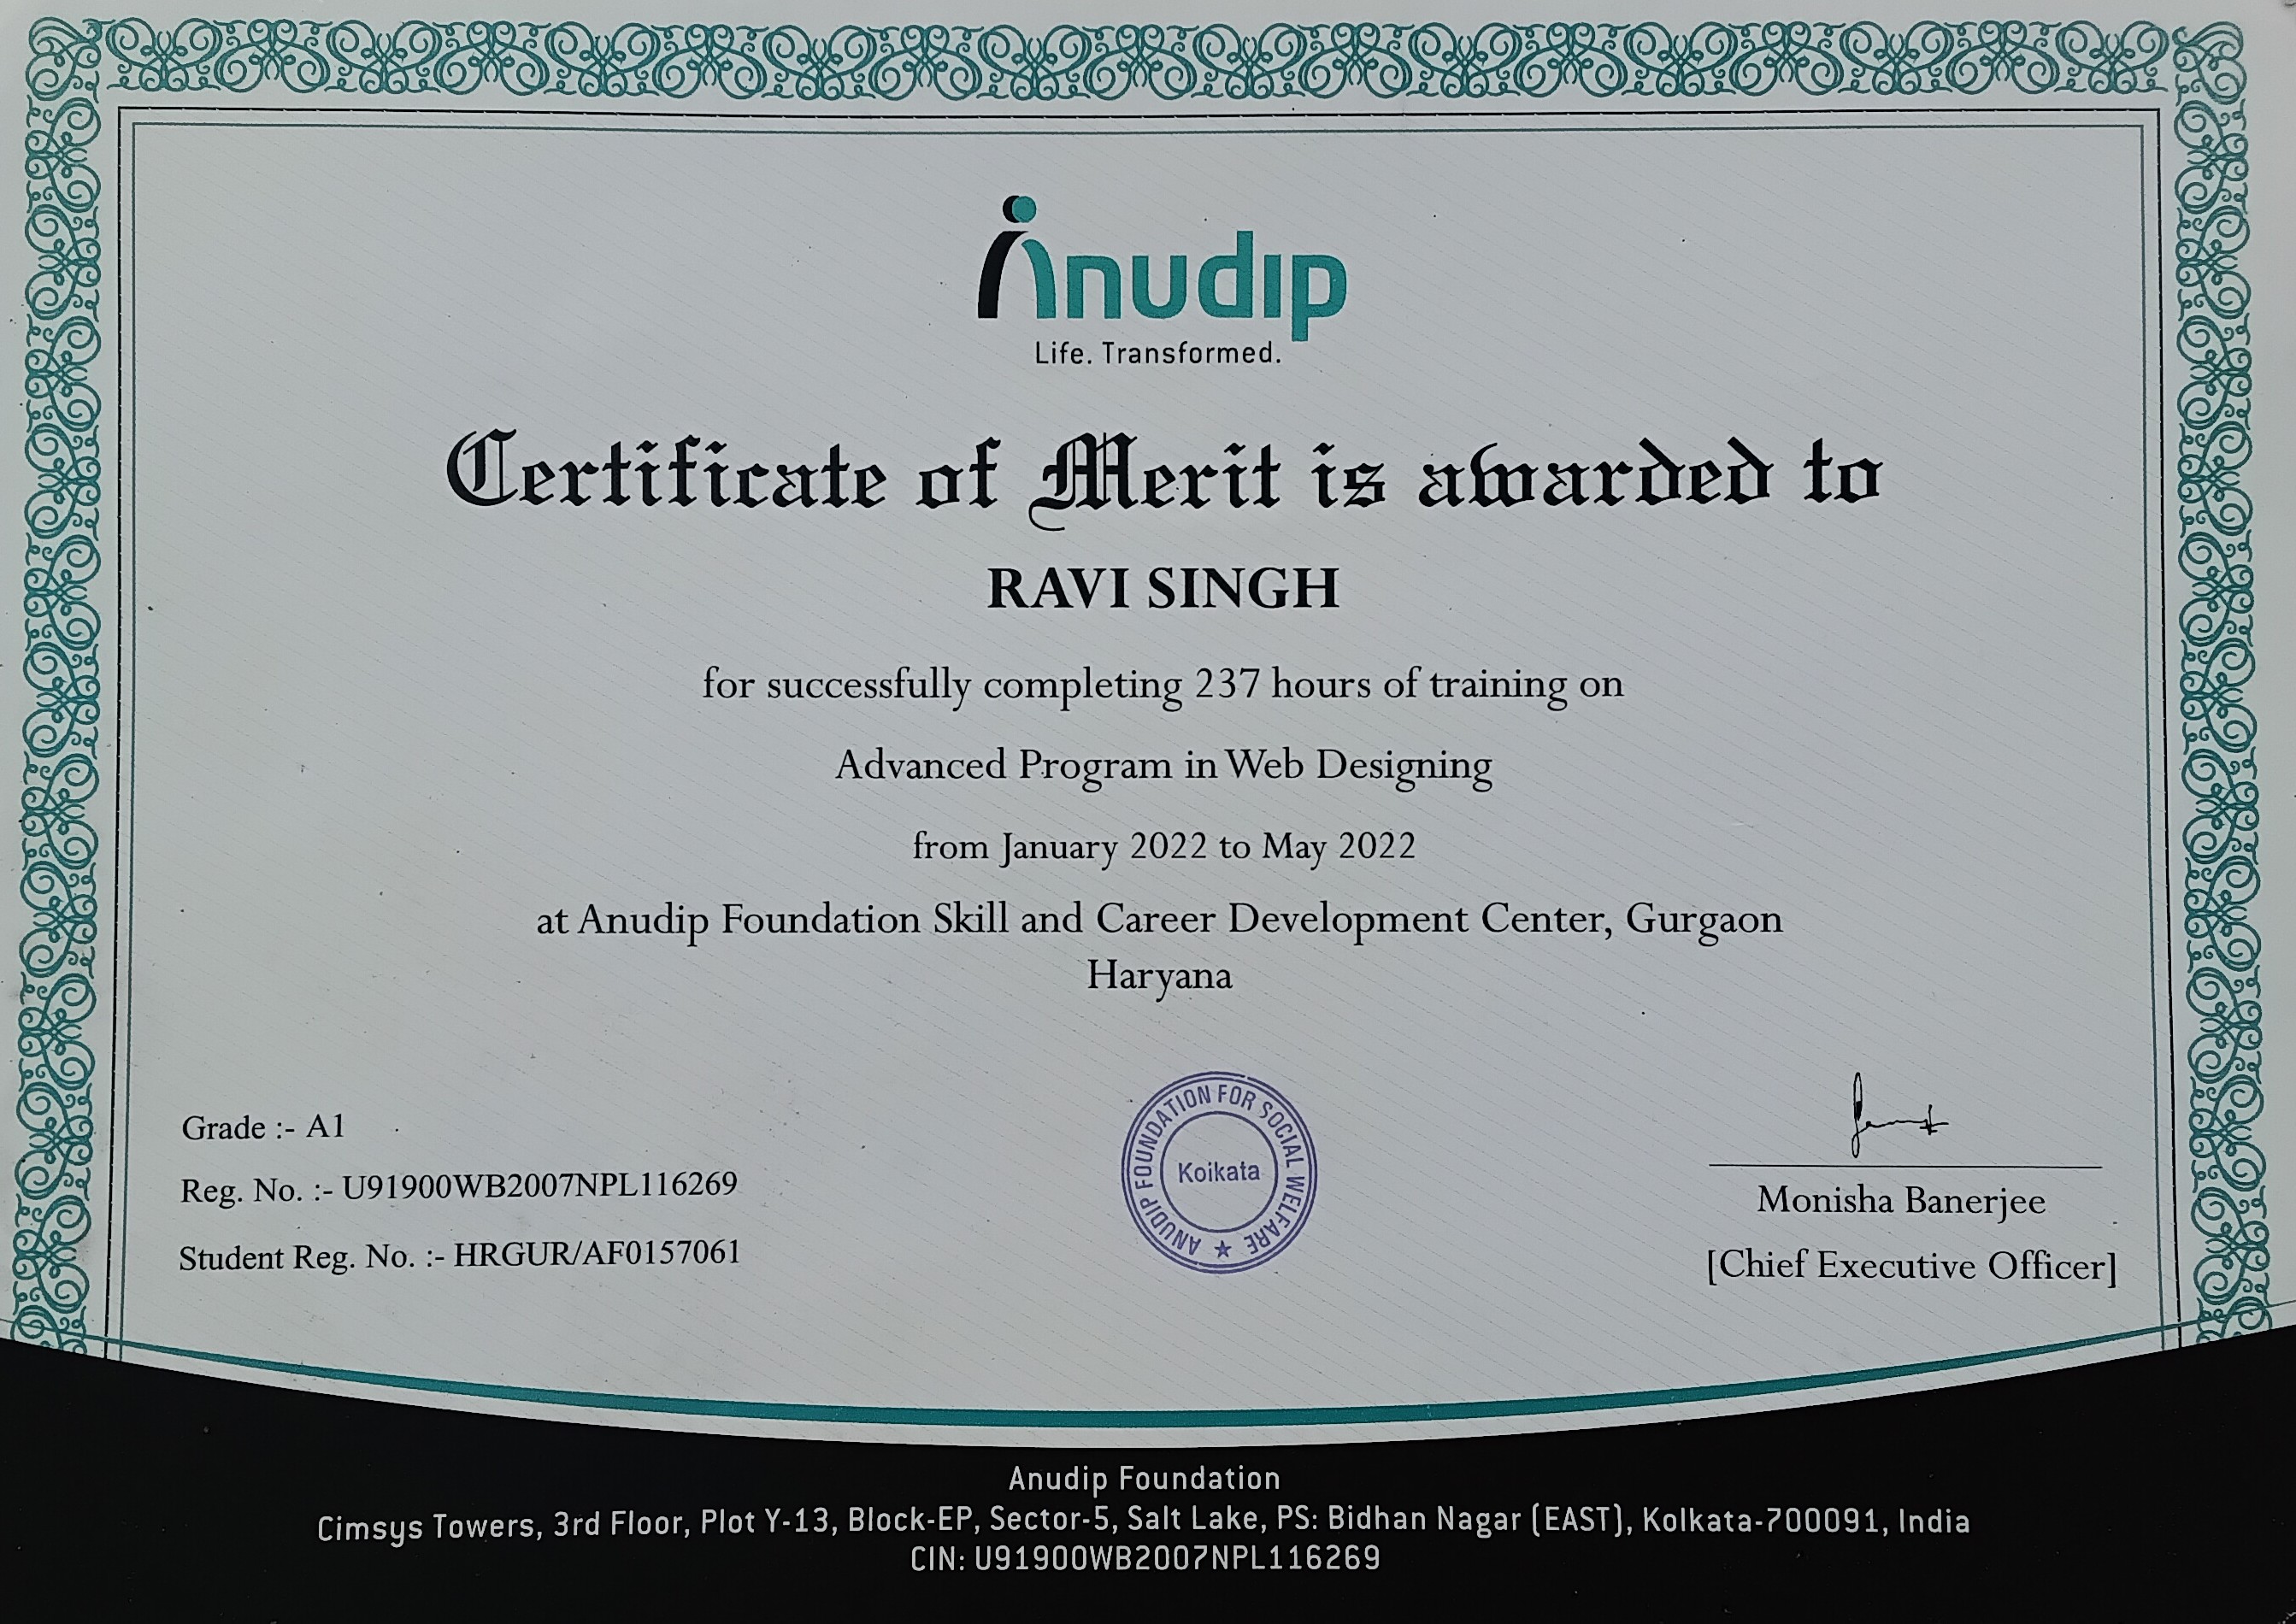 Anudip
Life. Transformed.
Certificate of Merit is awarded to
RAVI SINGH
for successfully completing 237 hours of training on
Advanced Program in Web Designing
from January 2022 to May 2022
at Anudip Foundation Skill and Career Development Center, Gurgaon
Haryana
Grade :- A1
Reg. No. :- U91900WB2007NPL116269
Student Reg. No. :- HRGUR/AF0157061
ANUDIP FOUNDATION FOR SOCIAL WELFARE ★
Koikata
Monisha Banerjee
[Chief Executive Officer]
Anudip Foundation
Cimsys Towers, 3rd Floor, Plot Y-13, Block-EP, Sector-5, Salt Lake, PS: Bidhan Nagar (EAST), Kolkata-700091, India
CIN: U91900WB2007NPL116269